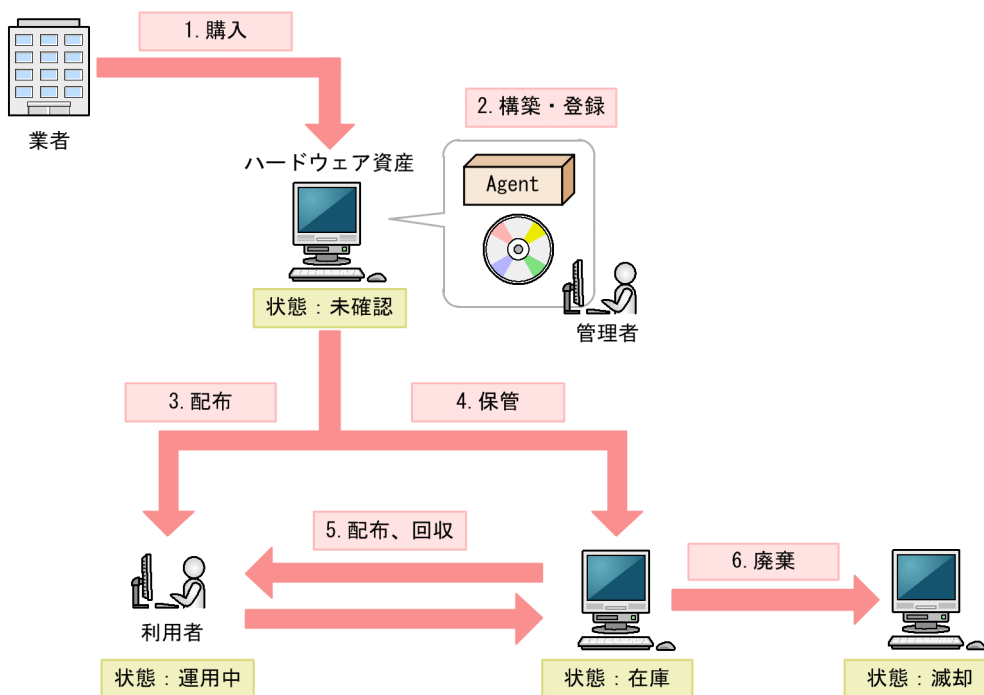 1.購入
業者
2.構築・登録
ハードウェア資産
Agent
状態：未確認
管理者
3.配布
4.保管
5.配布、回収
6.廃棄
利用者
状態：運用中
状態：在庫
状態：滅却